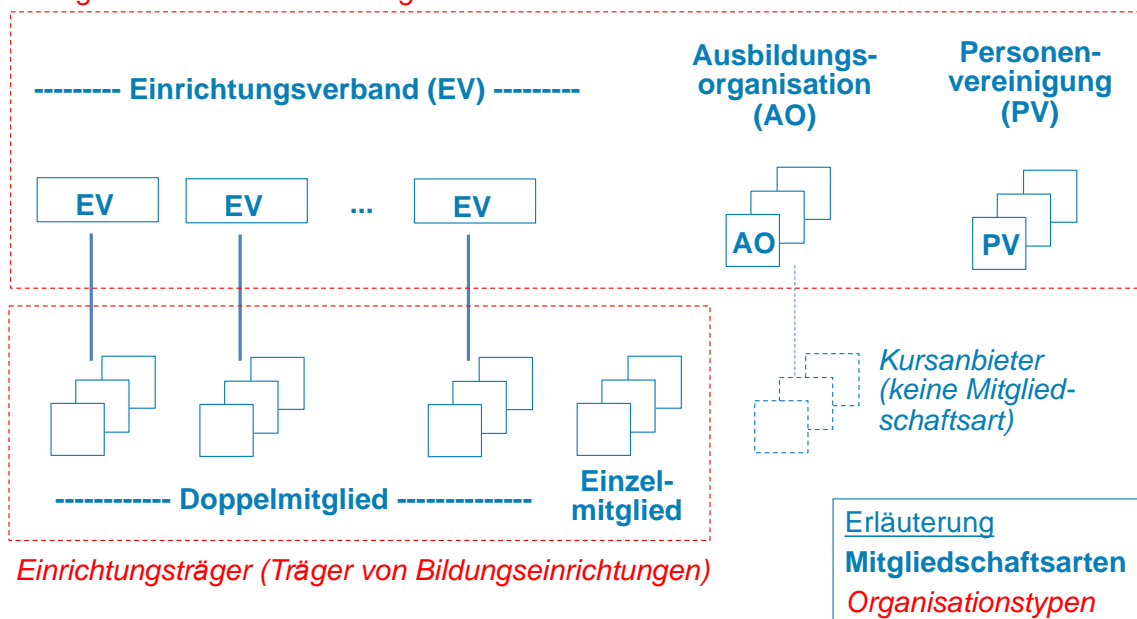 Ausbildungs-
organisation
(AO)
Personen-
vereinigung
(PV)
--------- Einrichtungsverband (EV) ---------
EV
EV
...
EV
AO
PV
Kursanbieter
(keine Mitglied-
schaftsart)
------------ Doppelmitglied --------------
Einzel-
mitglied
Einrichtungsträger (Träger von Bildungseinrichtungen)
Erläuterung
Mitgliedschaftsarten
Organisationstypen